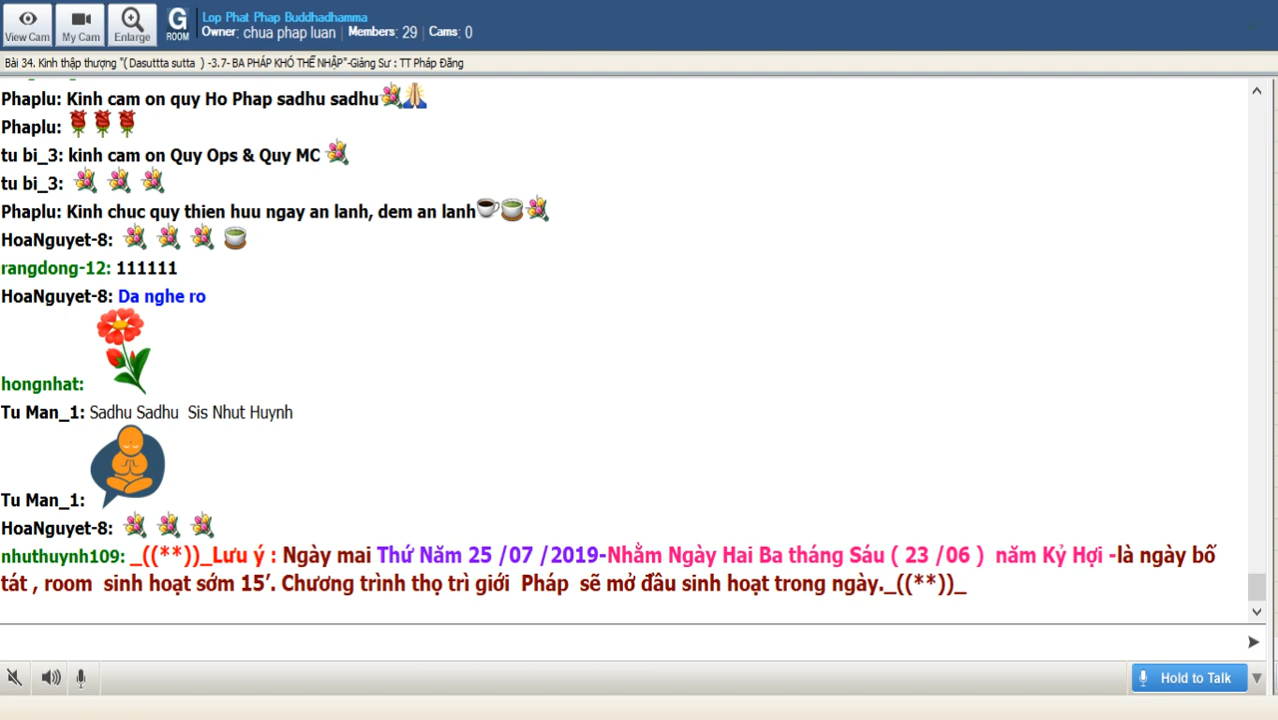 Lop Phat Phap Buddhadhamma
View Cam My Cam Enlarge G ROOM Owner: chua phap luan Members: 29 Cams: 0
Bài 34. Kinh thập thượng "( Dasuttta sutta ) -3.7- BA PHÁP KHÓ THỂ NHẬP"-Giảng Sư : TT Pháp Đăng
Phaplu: Kinh cam on quy Ho Phap sadhu sadhu
Phaplu:
tu bi_3: kinh cam on Quy Ops & Quy MC
tu bi_3:
Phaplu: Kinh chuc quy thien huu ngay an lanh, dem an lanh
HoaNguyet-8:
rangdong-12: 111111
HoaNguyet-8: Da nghe ro
hongnhat:
Tu Man_1: Sadhu Sadhu Sis Nhut Huynh
Tu Man_1:
HoaNguyet-8:
nhuthuynh109: _((**))_Lưu ý : Ngày mai Thứ Năm 25 /07 /2019-Nhằm Ngày Hai Ba tháng Sáu ( 23 /06 ) năm Kỷ Hợi -là ngày bố
tát , room sinh hoạt sớm 15’. Chương trình thọ trì giới Pháp sẽ mở đầu sinh hoạt trong ngày._((**))_
Hold to Talk